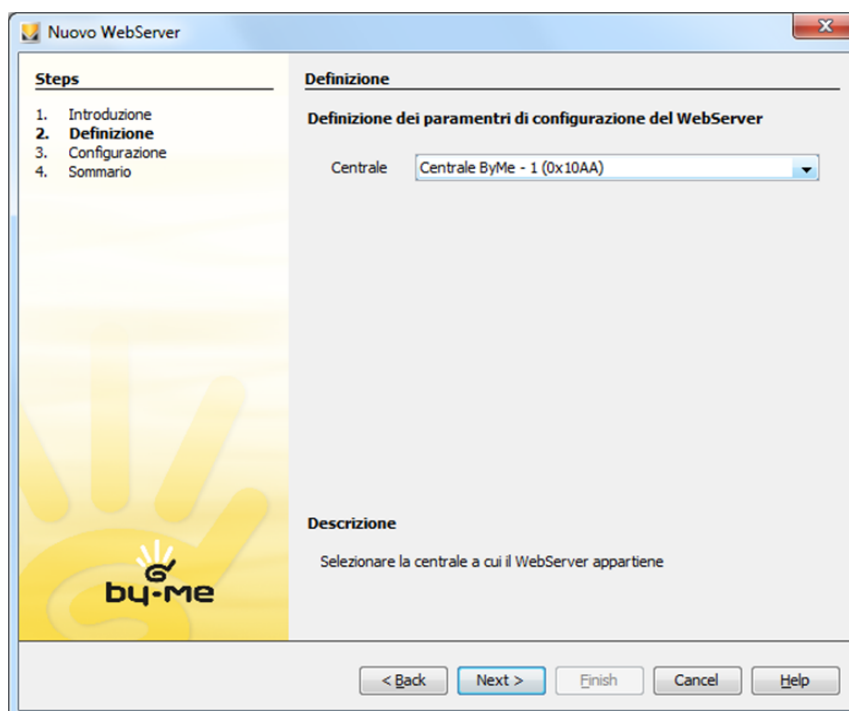 Nuovo WebServer
Steps
1. Introduzione
2. Definizione
3. Configurazione
4. Sommario
by-me
Definizione
Definizione dei paramentri di configurazione del WebServer
Centrale Centrale ByMe - 1 (0x10AA)
Descrizione
Selezionare la centrale a cui il WebServer appartiene
< Back Next > Finish Cancel Help